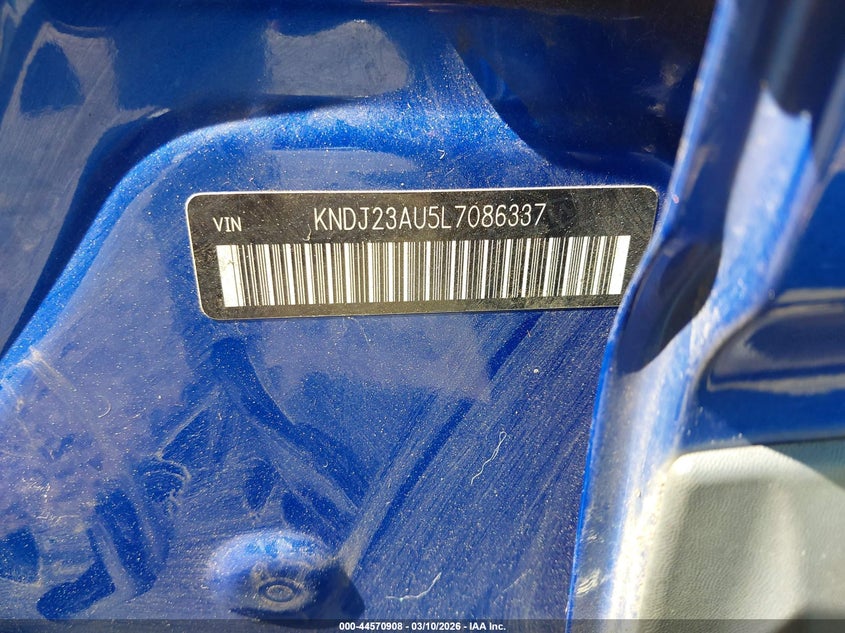 VIN KNDJ23AU5L7086337
000-44570908 - 03/10/2026 - IAA Inc.